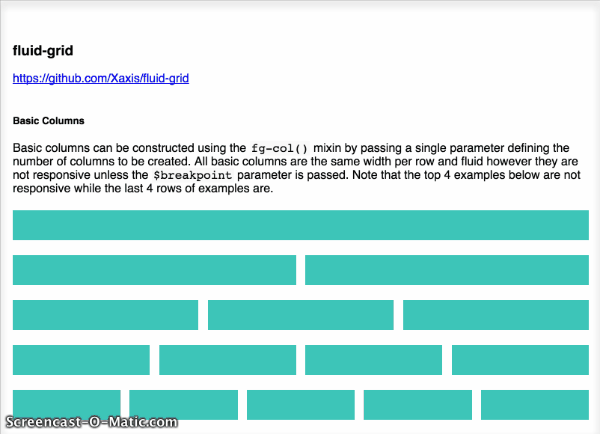 fluid-grid
https://github.com/Xaxis/fluid-grid
Basic Columns
Basic columns can be constructed using the fg-col() mixin by passing a single parameter defining the
number of columns to be created. All basic columns are the same width per row and fluid however they are
not responsive unless the $breakpoint parameter is passed. Note that the top 4 examples below are not
responsive while the last 4 rows of examples are.
Screencast-O-Matic.com